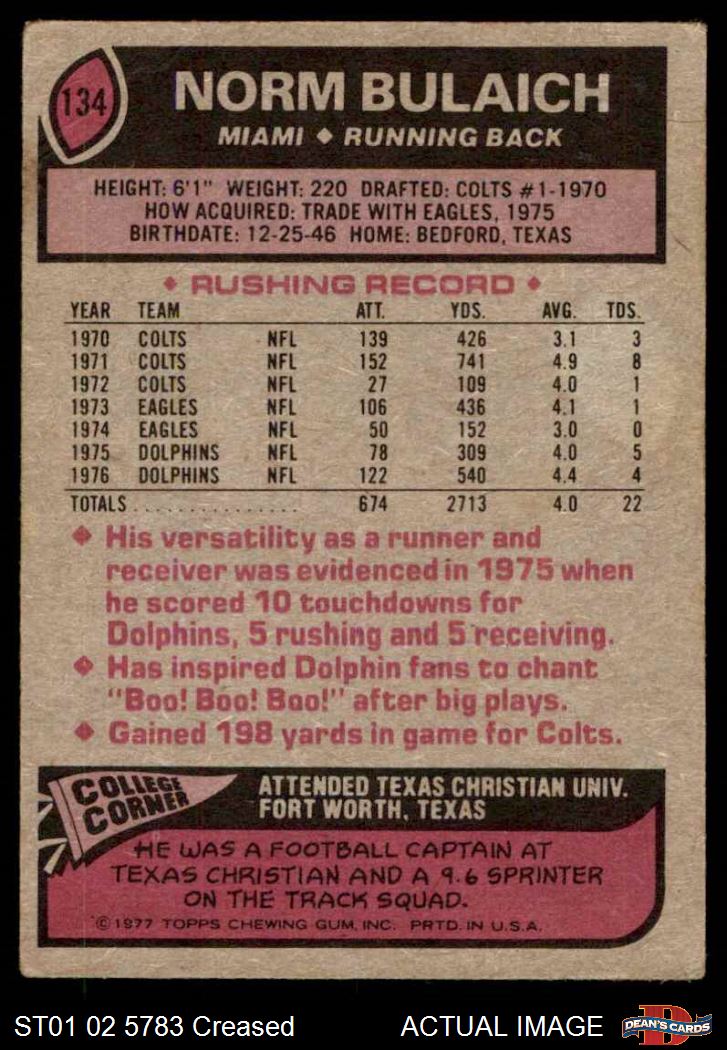 134
NORM BULAICH
MIAMI ◆ RUNNING BACK
HEIGHT: 6'1" WEIGHT: 220 DRAFTED: COLTS #1-1970
HOW ACQUIRED: TRADE WITH EAGLES, 1975
BIRTHDATE: 12-25-46 HOME: BEDFORD, TEXAS
◆ RUSHING RECORD ◆
YEAR TEAM ATT. YDS. AVG. TDS.
1970 COLTS NFL 139 426 3.1 3
1971 COLTS NFL 152 741 4.9 8
1972 COLTS NFL 27 109 4.0 1
1973 EAGLES NFL 106 436 4.1 1
1974 EAGLES NFL 50 152 3.0 0
1975 DOLPHINS NFL 78 309 4.0 5
1976 DOLPHINS NFL 122 540 4.4 4
TOTALS............... 674 2713 4.0 22
◆ His versatility as a runner and
receiver was evidenced in 1975 when
he scored 10 touchdowns for
Dolphins, 5 rushing and 5 receiving.
◆ Has inspired Dolphin fans to chant
"Boo! Boo! Boo!" after big plays.
◆ Gained 198 yards in game for Colts.
COLLEGE
CORNER
ATTENDED TEXAS CHRISTIAN UNIV.
FORT WORTH, TEXAS
HE WAS A FOOTBALL CAPTAIN AT
TEXAS CHRISTIAN AND A 9.6 SPRINTER
ON THE TRACK SQUAD.
©1977 TOPPS CHEWING GUM, INC. PRTD. IN U.S.A.
ST01 02 5783 Creased ACTUAL IMAGE
D
DEAN'S CARDS